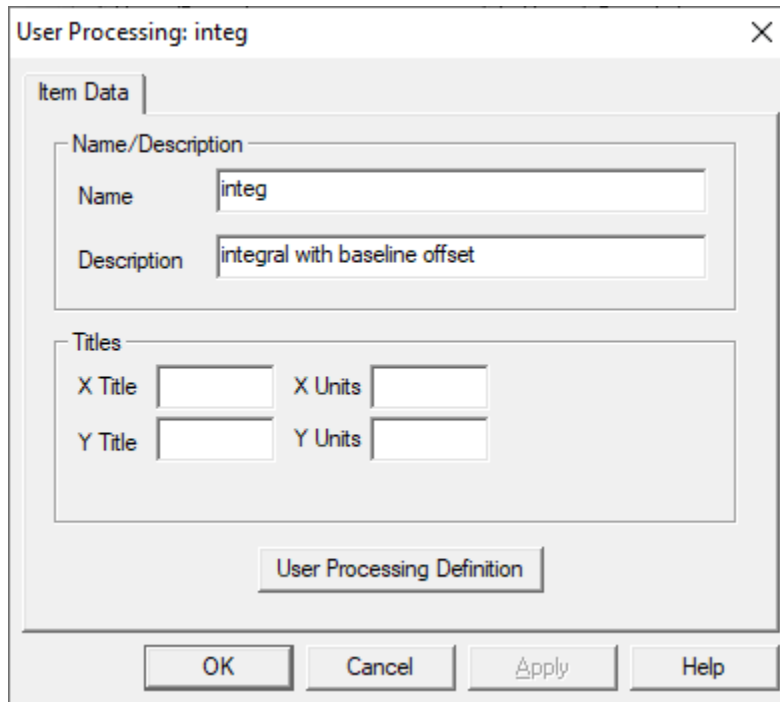 User Processing: integ
Item Data
Name/Description
Name integ
Description integral with baseline offset
Titles
X Title X Units
Y Title Y Units
User Processing Definition
OK Cancel Apply Help